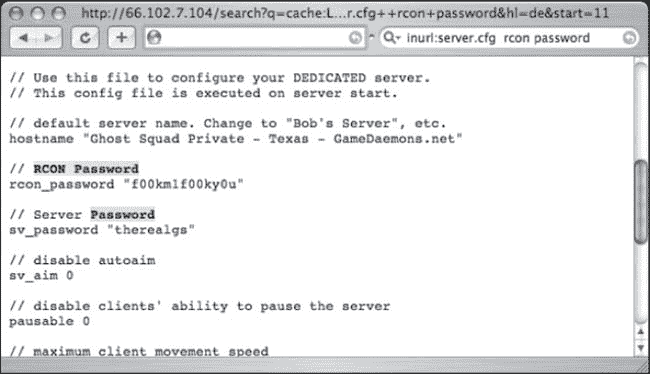 http://66.102.7.104/search?q=cache:L...r.cfg++rcon+password&hl=de&start=11
inurl:server.cfg rcon password
// Use this file to configure your DEDICATED server.
// This config file is executed on server start.
// default server name. Change to "Bob's Server", etc.
hostname "Ghost Squad Private - Texas - GameDaemons.net"
// RCON Password
rcon_password "f00km1f00ky0u"
// Server Password
sv_password "therealgs"
// disable autoaim
sv_aim 0
// disable clients' ability to pause the server
pausable 0
// maximum client movement speed